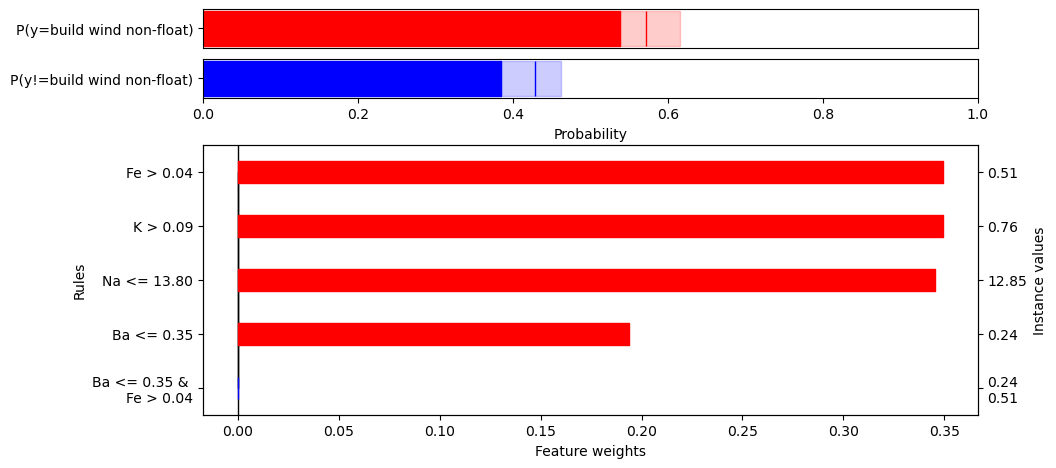 P(y=build wind non-float)
P(y!=build wind non-float)
0.0 0.2 0.4 0.6 0.8 1.0
Probability
Fe > 0.04 0.51
K > 0.09 0.76
Na <= 13.80 12.85
Ba <= 0.35 0.24
Ba <= 0.35 & 0.24
Fe > 0.04 0.51
Rules
Instance values
0.00 0.05 0.10 0.15 0.20 0.25 0.30 0.35
Feature weights